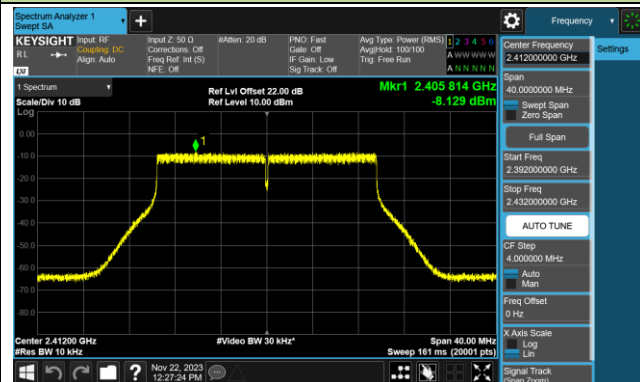 Spectrum Analyzer 1
Swept SA
Frequency
KEYSIGHT
Input: RF
Coupling: DC
Align: Auto
Input Z: 50 Ω
Corrections: Off
Freq Ref: Int (S)
NFE: Off
#Atten: 20 dB
PNO: Fast
Gate: Off
IF Gain: Low
Sig Track: Off
Avg Type: Power (RMS)
Avg|Hold: 100/100
Trig: Free Run
1 2 3 4 5 6
A W W W W W
A N N N N N
RL
LXI
1 Spectrum
Scale/Div 10 dB
Log
Ref Lvl Offset 22.00 dB
Ref Level 10.00 dBm
Mkr1 2.405 814 GHz
-8.129 dBm
1
0.00
-10.0
-20.0
-30.0
-40.0
-50.0
-60.0
-70.0
-80.0
Center 2.41200 GHz
#Res BW 10 kHz
#Video BW 30 kHz*
Span 40.00 MHz
Sweep 161 ms (20001 pts)
Nov 22, 2023
12:27:24 PM
Center Frequency
2.412000000 GHz
Settings
Span
40.0000000 MHz
Swept Span
Zero Span
Full Span
Start Freq
2.392000000 GHz
Stop Freq
2.432000000 GHz
AUTO TUNE
CF Step
4.000000 MHz
Auto
Man
Freq Offset
0 Hz
X Axis Scale
Log
Lin
Signal Track
(Span Zoom)